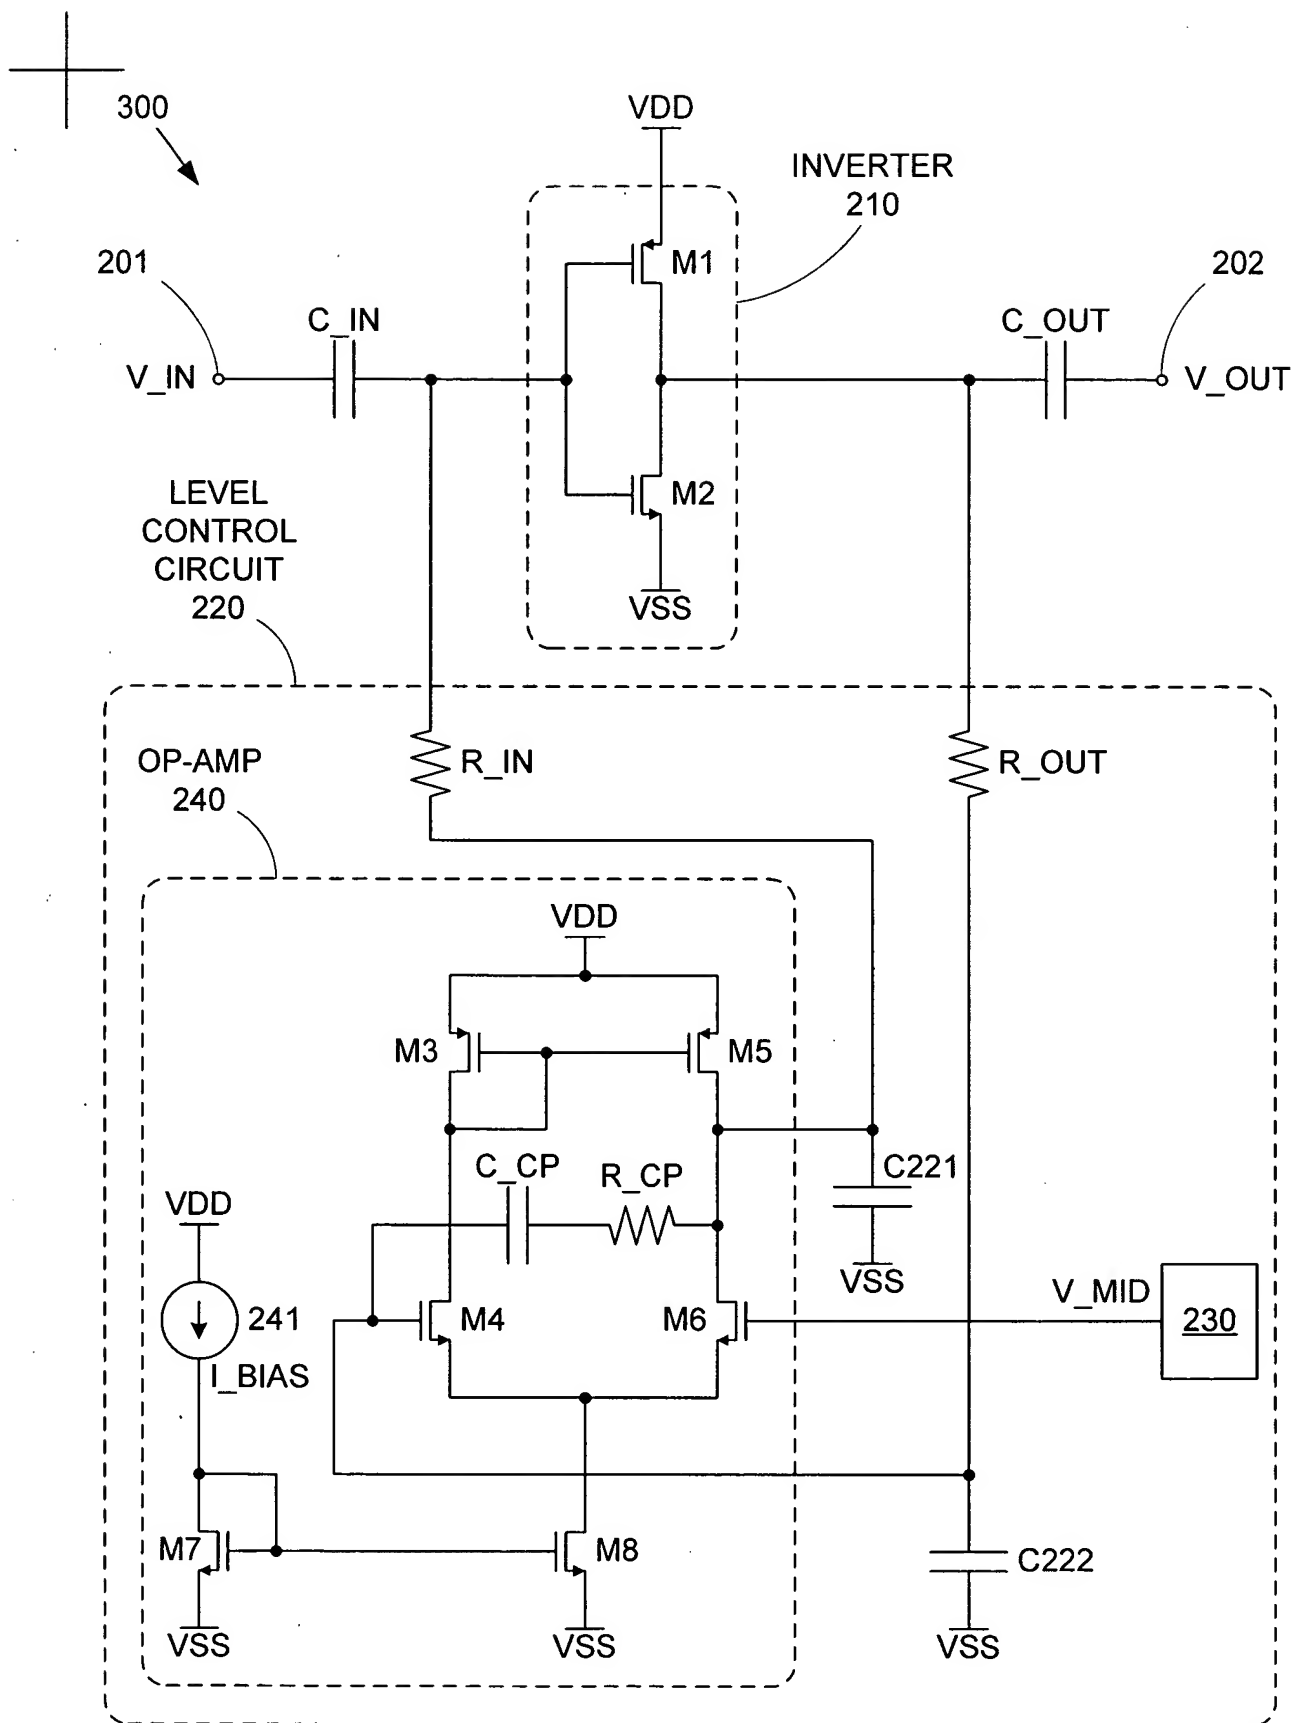 300
VDD
INVERTER
210
M1
201
202
C_IN
C_OUT
V_IN
V_OUT
M2
LEVEL
CONTROL
CIRCUIT
220
VSS
OP-AMP
240
R_IN
R_OUT
VDD
M3
M5
C_CP
R_CP
C221
VDD
VSS
V_MID
241
M4
M6
230
I_BIAS
M7
M8
C222
VSS
VSS
VSS